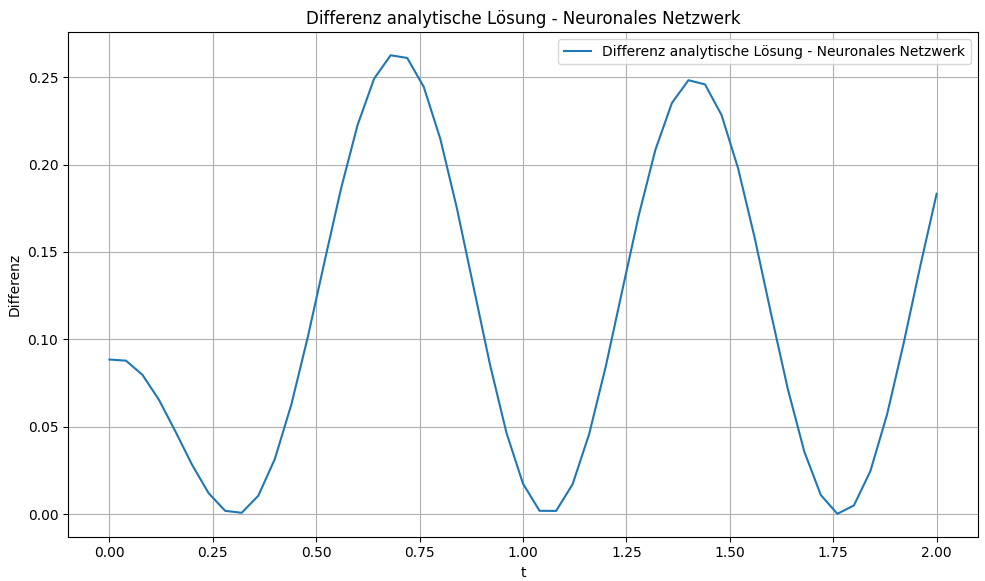 Differenz analytische Lösung - Neuronales Netzwerk
Differenz analytische Lösung - Neuronales Netzwerk
0.25
0.20
0.15
0.10
0.05
0.00
Differenz
0.00 0.25 0.50 0.75 1.00 1.25 1.50 1.75 2.00
t